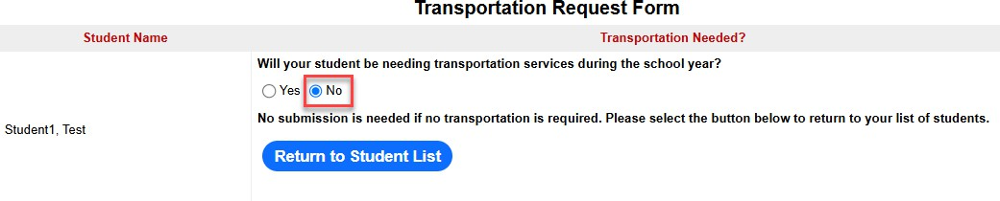 Transportation Request Form
Student Name
Transportation Needed?
Will your student be needing transportation services during the school year?
Yes No
Student1, Test
No submission is needed if no transportation is required. Please select the button below to return to your list of students.
Return to Student List